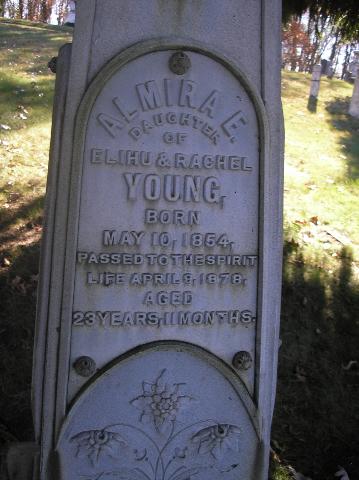 ALMIRA E.
DAUGHTER
OF
ELIHU & RACHEL
YOUNG,
BORN
MAY 10, 1854,
PASSED TO THE SPIRIT
LIFE APRIL 9, 1878,
AGED
23 YEARS, 11 MONTHS.